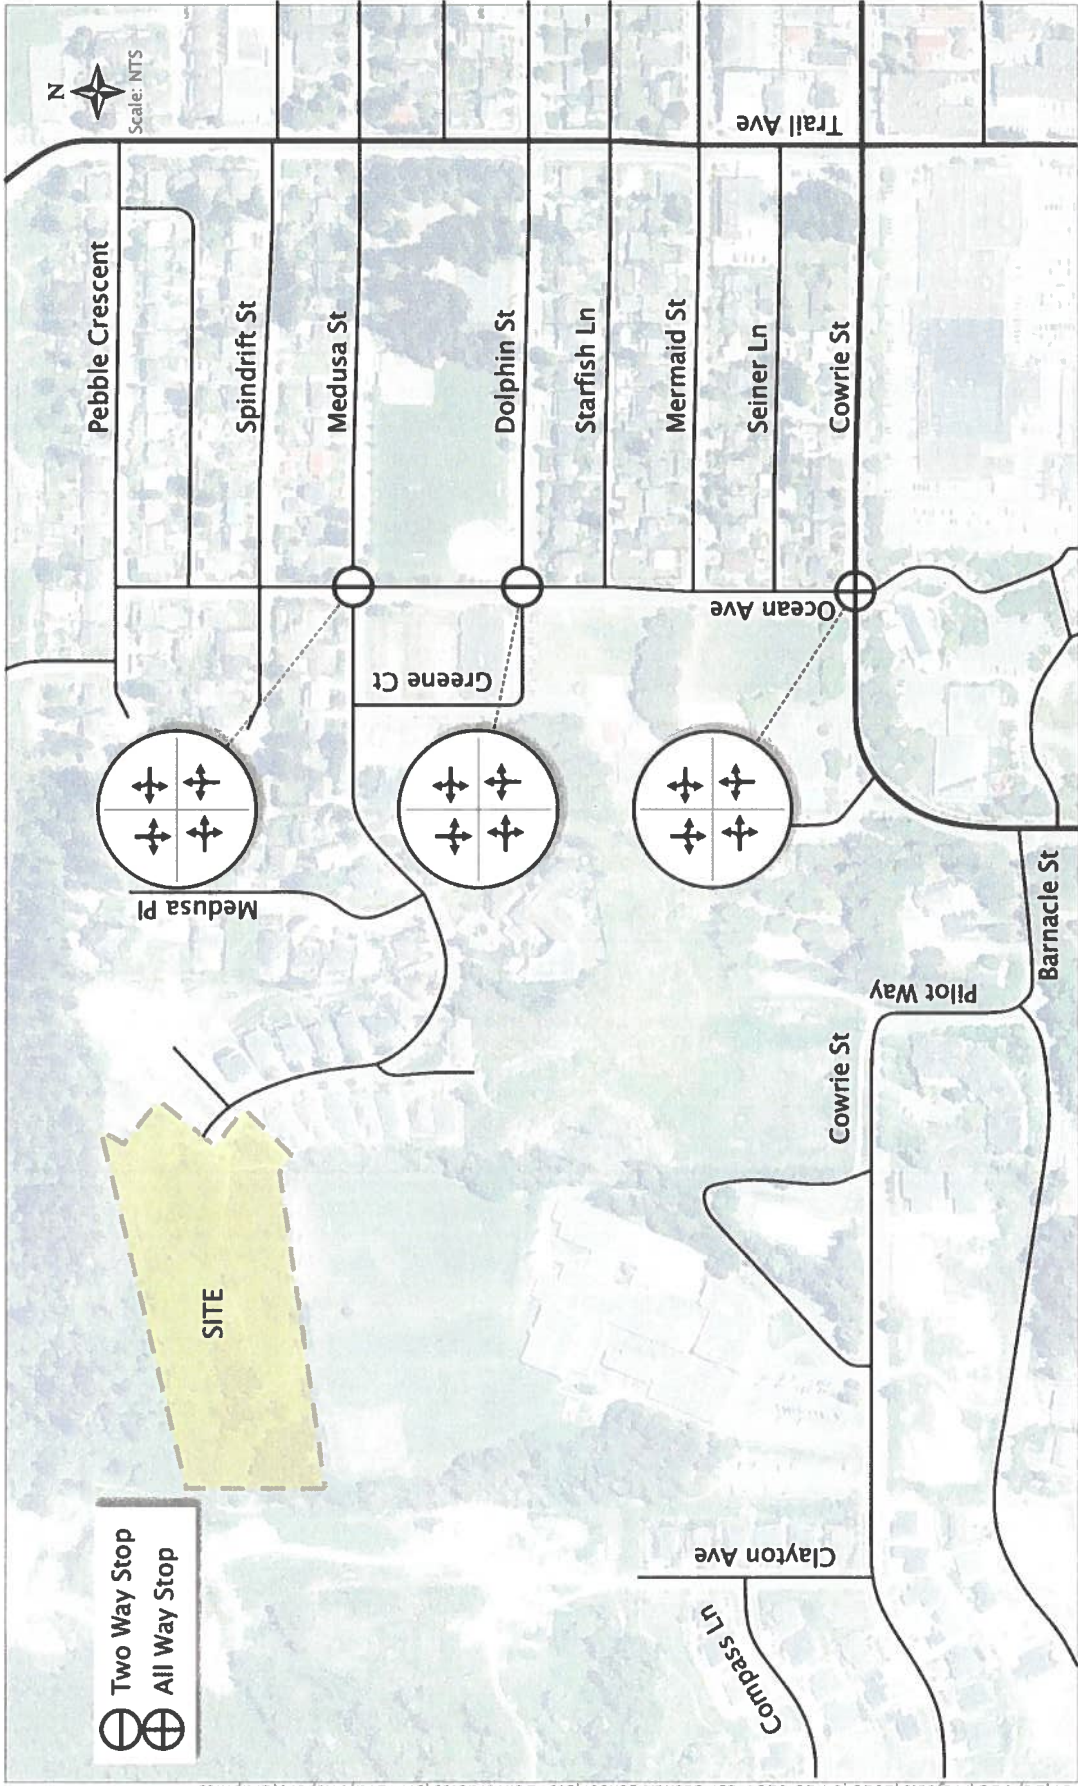 Two Way Stop
All Way Stop
N
Scale: NTS
SITE
Pebble Crescent
Spindrift St
Medusa St
Dolphin St
Starfish Ln
Mermaid St
Seiner Ln
Cowrie St
Trail Ave
Ocean Ave
Greene Ct
Medusa Pl
Cowrie St
Pilot Way
Barnacle St
Clayton Ave
Compass Ln